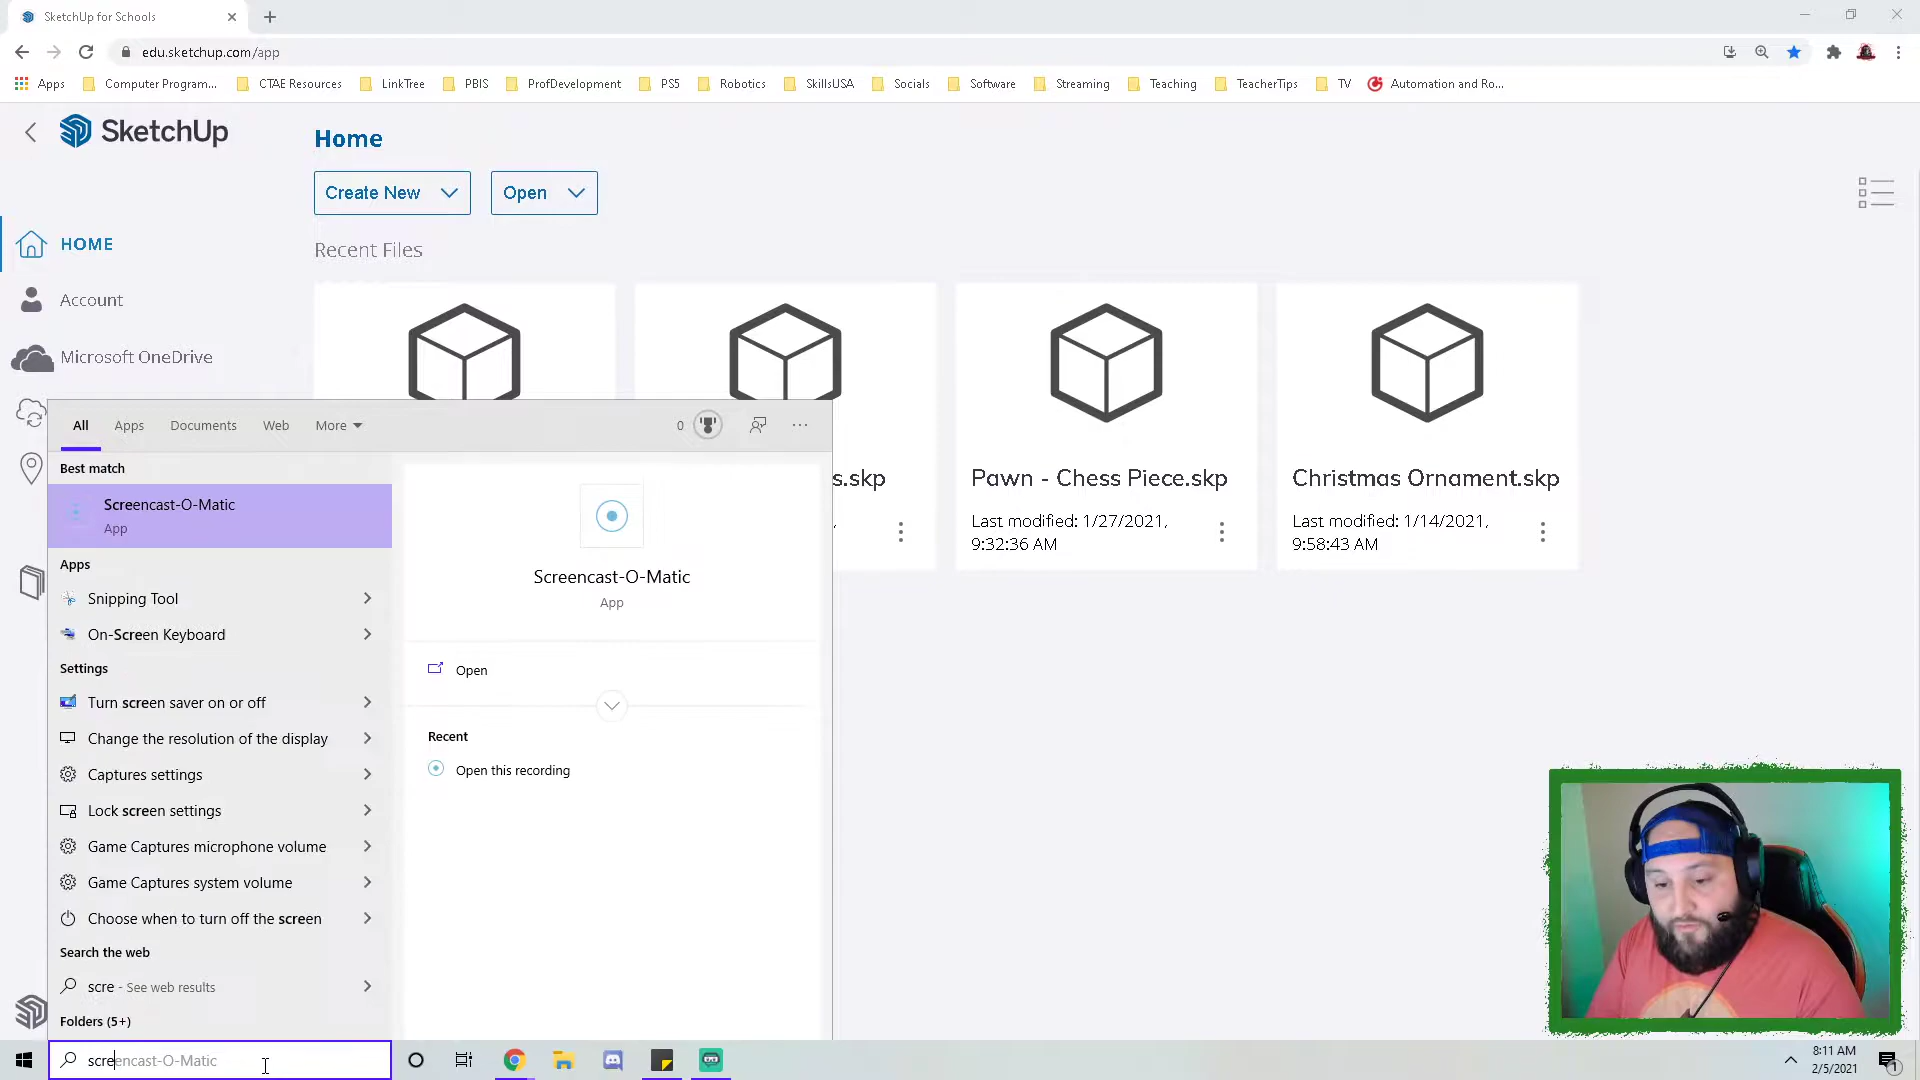 SketchUp for Schools
edu.sketchup.com/app
Apps Computer Program... CTAE Resources LinkTree PBIS ProfDevelopment PS5 Robotics SkillsUSA Socials Software Streaming Teaching TeacherTips TV Automation and Ro...
SketchUp
Home
Create New
Open
HOME
Recent Files
Account
Microsoft OneDrive
s.skp
,
Pawn - Chess Piece.skp
Last modified: 1/27/2021,
9:32:36 AM
Christmas Ornament.skp
Last modified: 1/14/2021,
9:58:43 AM
All Apps Documents Web More 0
Best match
Screencast-O-Matic
App
Apps
Snipping Tool
On-Screen Keyboard
Settings
Turn screen saver on or off
Change the resolution of the display
Captures settings
Lock screen settings
Game Captures microphone volume
Game Captures system volume
Choose when to turn off the screen
Search the web
scre - See web results
Folders (5+)
Screencast-O-Matic
App
Open
Recent
Open this recording
screencast-O-Matic
8:11 AM
2/5/2021
1